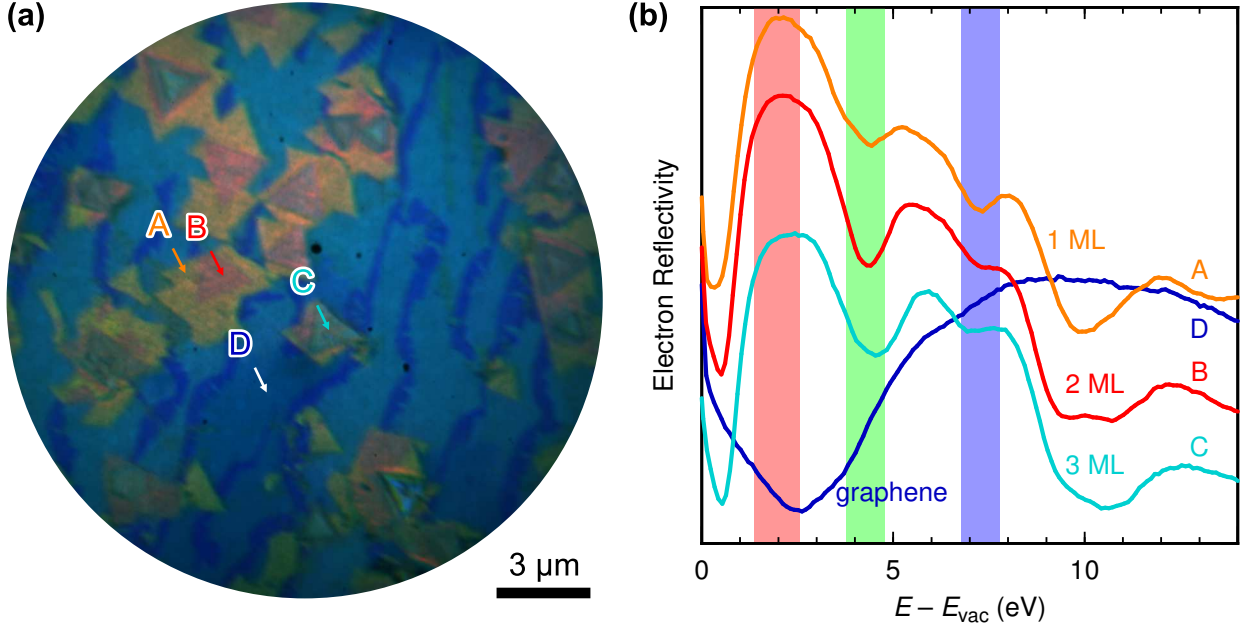 (a)
A
B
C
D
3 μm
(b)
Electron Reflectivity
1 ML
A
D
2 ML
B
3 ML
C
graphene
0
5
10
E – Evac (eV)